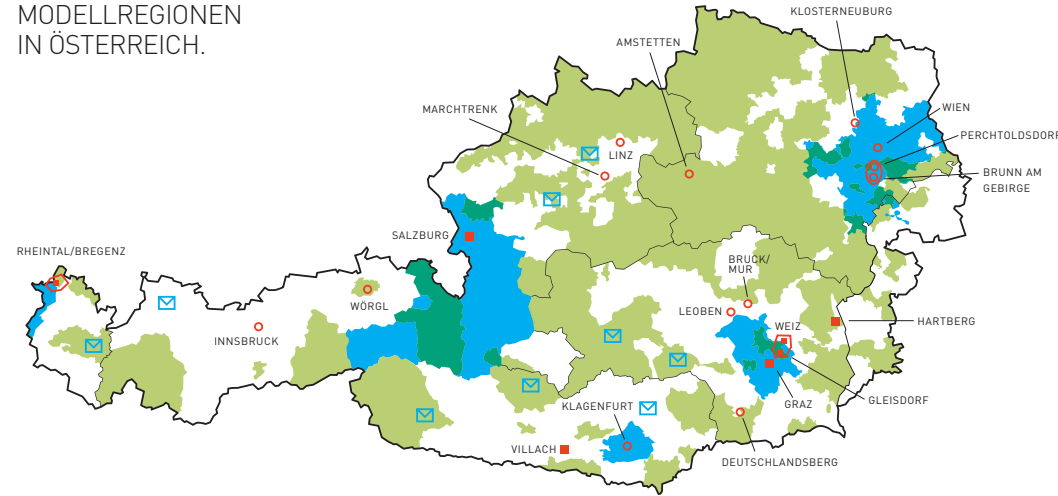 MODELLREGIONEN
IN ÖSTERREICH.
KLOSTERNEUBURG
AMSTETTEN
MARCHTRENK
WIEN
PERCHTOLDSDORF
LINZ
BRUNN AM
GEBIRGE
SALZBURG
RHEINTAL/BREGENZ
BRUCK/
MUR
WÖRGL
LEOBEN
INNSBRUCK
WEIZ
HARTBERG
GLEISDORF
KLAGENFURT
GRAZ
VILLACH
DEUTSCHLANDSBERG